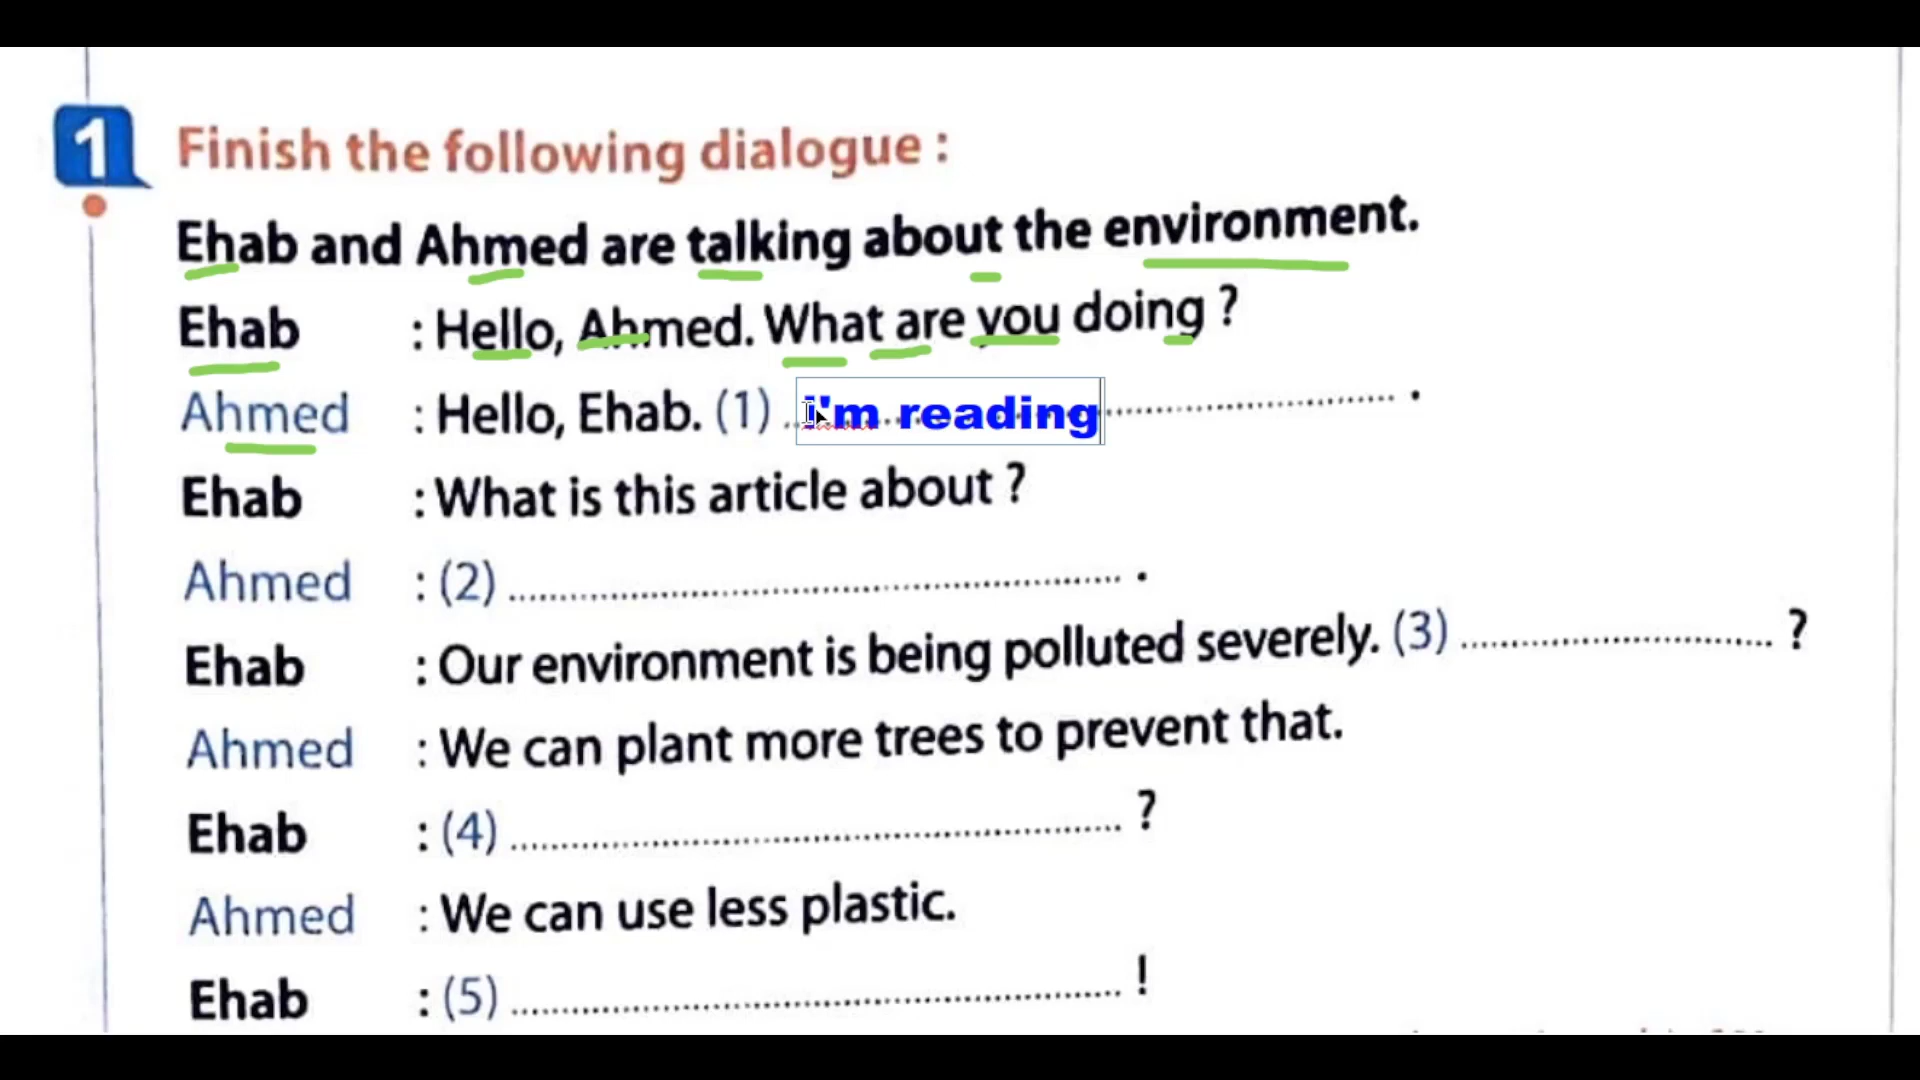 1
Finish the following dialogue :
Ehab and Ahmed are talking about the environment.
Ehab : Hello, Ahmed. What are you doing ?
Ahmed : Hello, Ehab. (1) i'm reading .
Ehab : What is this article about ?
Ahmed : (2) .
Ehab : Our environment is being polluted severely. (3) ?
Ahmed : We can plant more trees to prevent that.
Ehab : (4) ?
Ahmed : We can use less plastic.
Ehab : (5) !